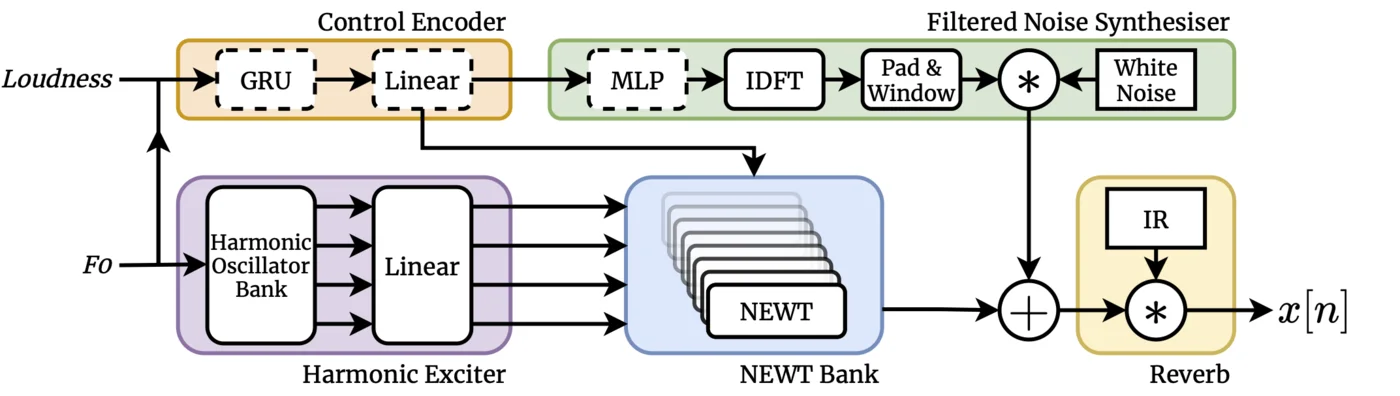 Control Encoder
Filtered Noise Synthesiser
Loudness
GRU
Linear
MLP
IDFT
Pad &
Window
*
White
Noise
F0
Harmonic
Oscillator
Bank
Linear
NEWT
+
IR
*
x[n]
Harmonic Exciter
NEWT Bank
Reverb